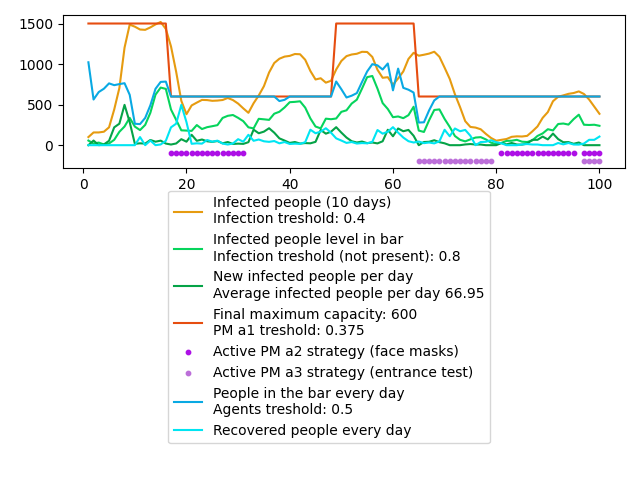 1500
1000
500
0
0 20 40 60 80 100
Infected people (10 days)
Infection treshold: 0.4
Infected people level in bar
Infection treshold (not present): 0.8
New infected people per day
Average infected people per day 66.95
Final maximum capacity: 600
PM a1 treshold: 0.375
Active PM a2 strategy (face masks)
Active PM a3 strategy (entrance test)
People in the bar every day
Agents treshold: 0.5
Recovered people every day